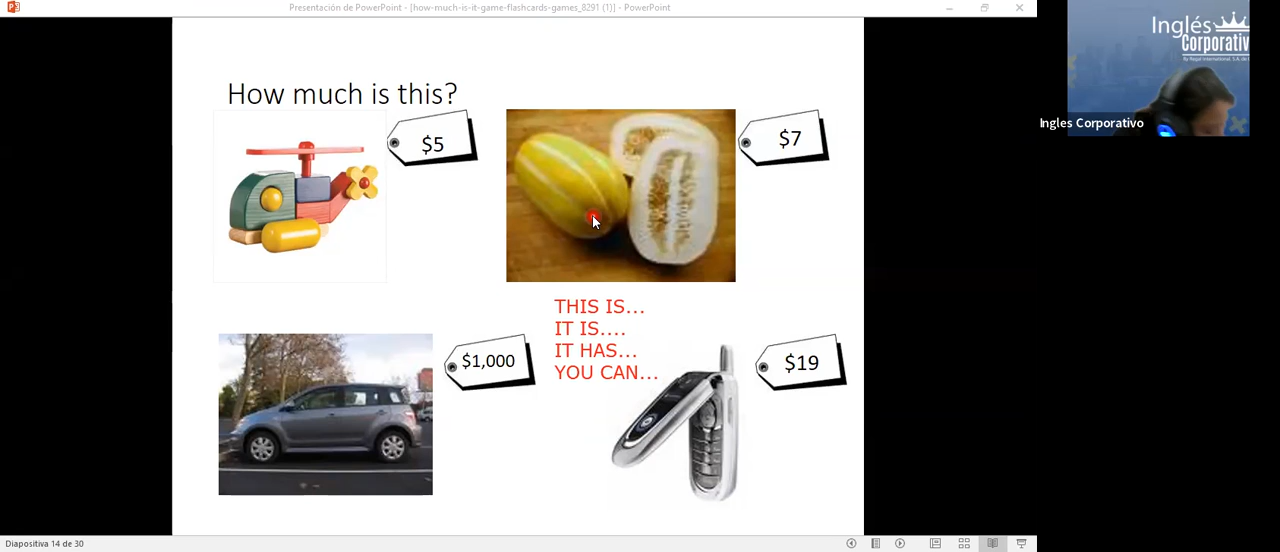 Presentación de PowerPoint - [how-much-is-it-game-flashcards-games_8291 (1)] - PowerPoint
How much is this?
$5
$7
THIS IS...
IT IS....
IT HAS...
YOU CAN...
$1,000
$19
Diapositiva 14 de 30
Inglés
Corporativ
By Regal International, S.A. de
Ingles Corporativo